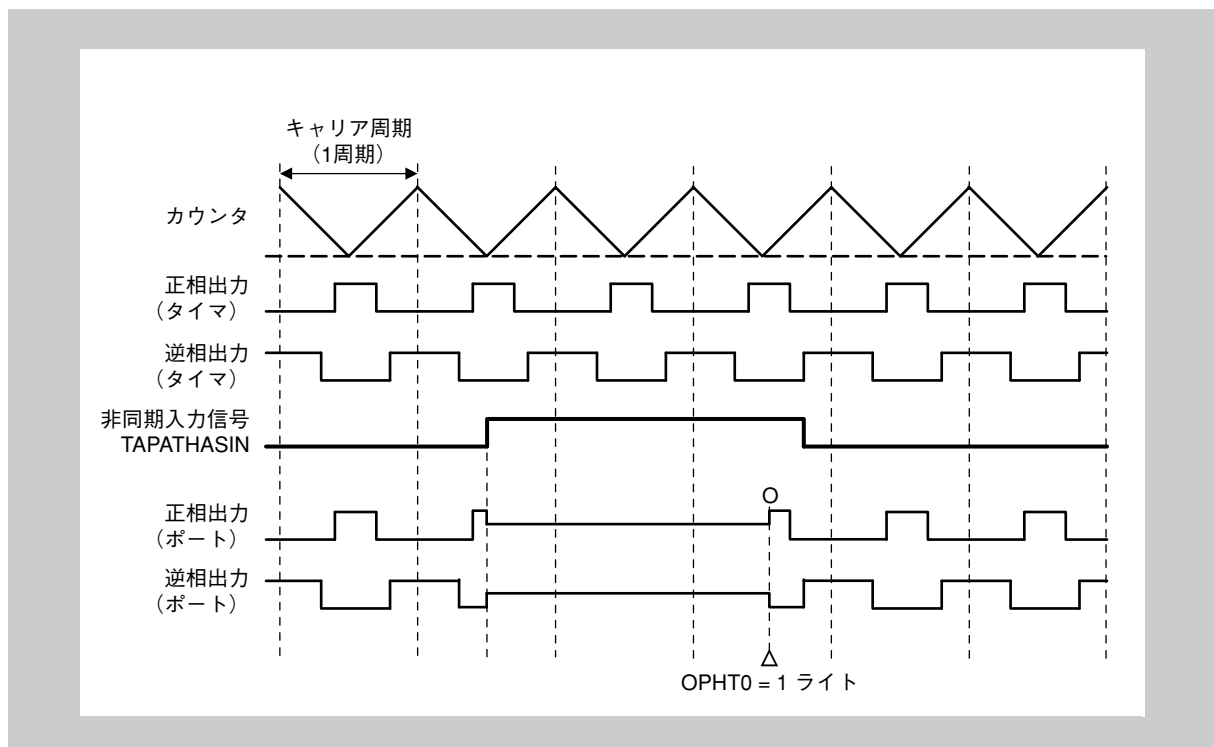 キャリア周期
（1周期）
カウンタ
正相出力
（タイマ）
逆相出力
（タイマ）
非同期入力信号
TAPATHASIN
正相出力
（ポート）
逆相出力
（ポート）
O
△
OPHT0 = 1 ライト